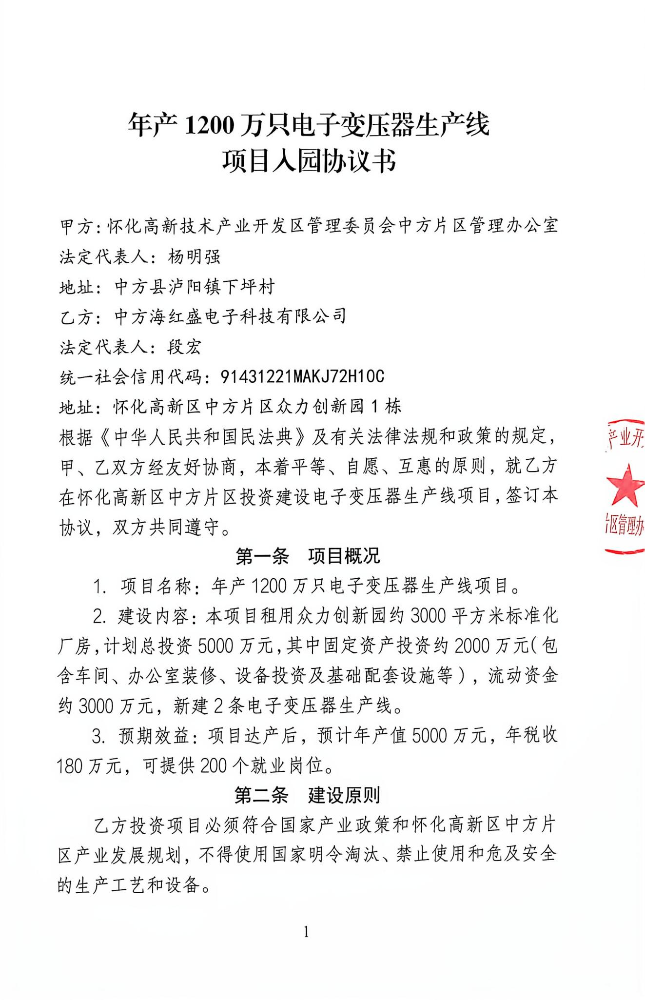 年产 1200 万只电子变压器生产线
项目入园协议书
甲方：怀化高新技术产业开发区管理委员会中方片区管理办公室
法定代表人：杨明强
地址：中方县泸阳镇下坪村
乙方：中方海红盛电子科技有限公司
法定代表人：段宏
统一社会信用代码：91431221MAKJ72H10C
地址：怀化高新区中方片区众力创新园 1 栋
根据《中华人民共和国民法典》及有关法律法规和政策的规定，
甲、乙双方经友好协商，本着平等、自愿、互惠的原则，就乙方
在怀化高新区中方片区投资建设电子变压器生产线项目，签订本
协议，双方共同遵守。
第一条　项目概况
1. 项目名称：年产 1200 万只电子变压器生产线项目。
2. 建设内容：本项目租用众力创新园约 3000 平方米标准化
厂房，计划总投资 5000 万元，其中固定资产投资约 2000 万元（包
含车间、办公室装修、设备投资及基础配套设施等），流动资金
约 3000 万元，新建 2 条电子变压器生产线。
3. 预期效益：项目达产后，预计年产值 5000 万元，年税收
180 万元，可提供 200 个就业岗位。
第二条　建设原则
乙方投资项目必须符合国家产业政策和怀化高新区中方片
区产业发展规划，不得使用国家明令淘汰、禁止使用和危及安全
的生产工艺和设备。
1
产业开
区管理办